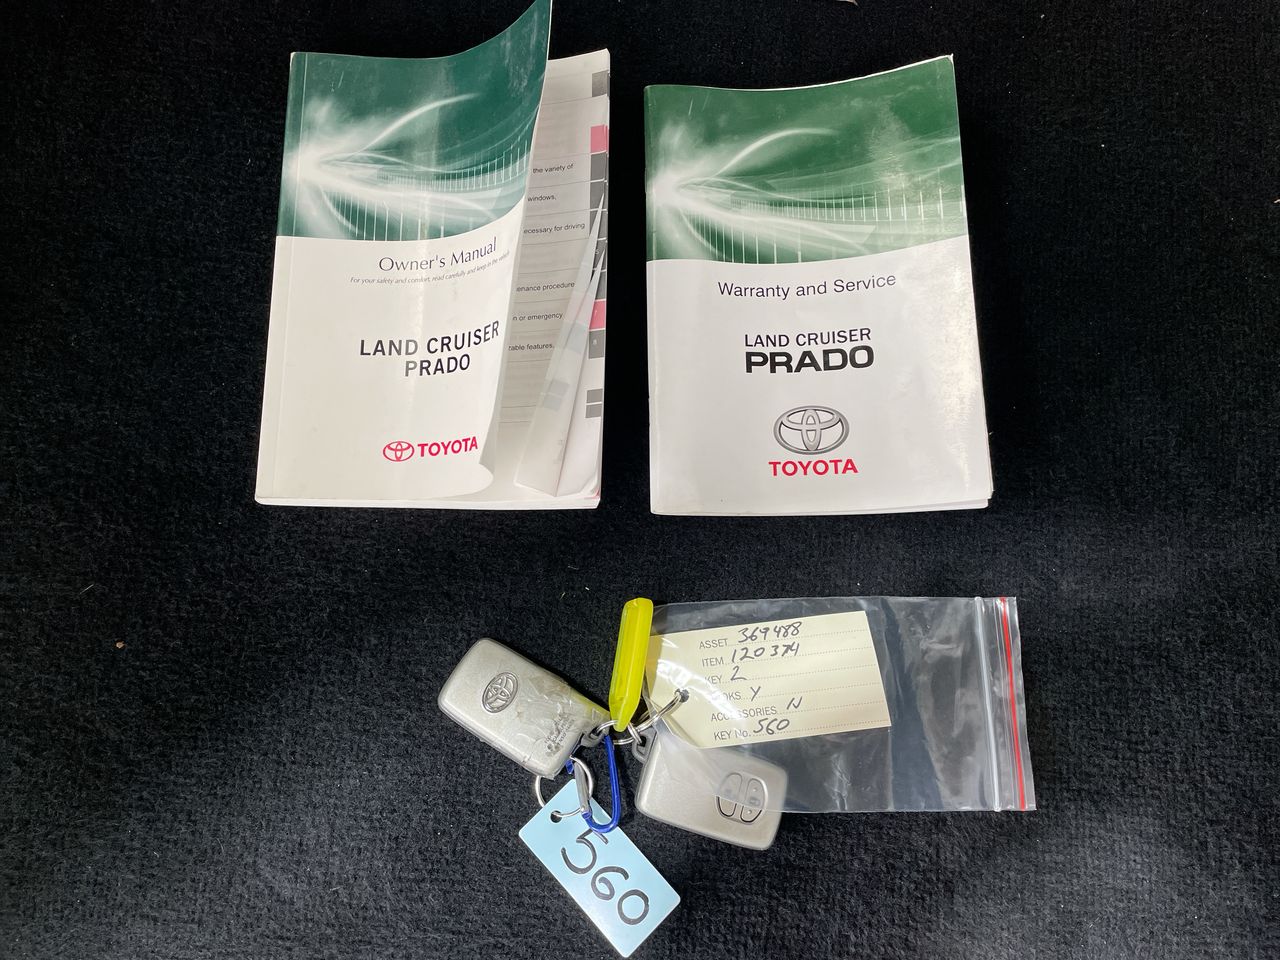 Owner's Manual
For your safety and comfort, read carefully and keep in the vehicle.
LAND CRUISER
PRADO
TOYOTA
the variety of
windows,
ecessary for driving
enance procedure
n or emergency
table features,
8
Warranty and Service
LAND CRUISER
PRADO
TOYOTA
ASSET 369488
ITEM 120374
KEY 2
OKS Y
ACCESSORIES N
KEY No. 560
560